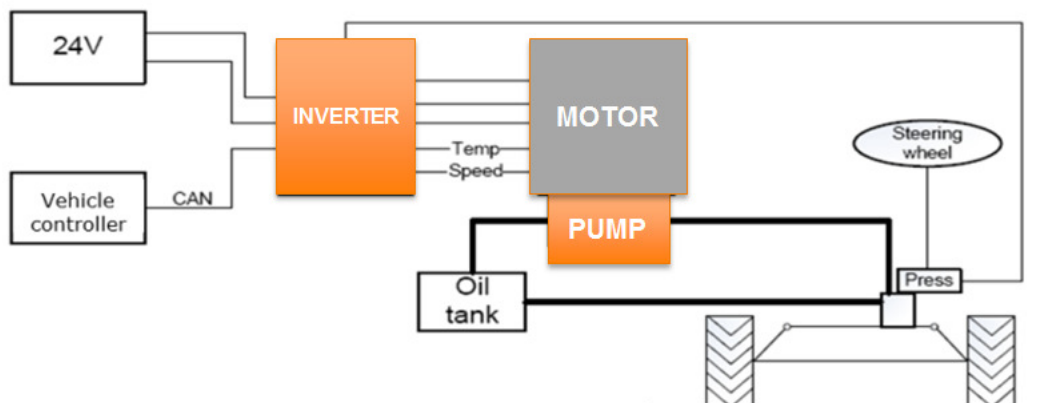 24V
INVERTER
MOTOR
Steering
wheel
Temp
Speed
Vehicle
controller
CAN
PUMP
Press
Oil
tank